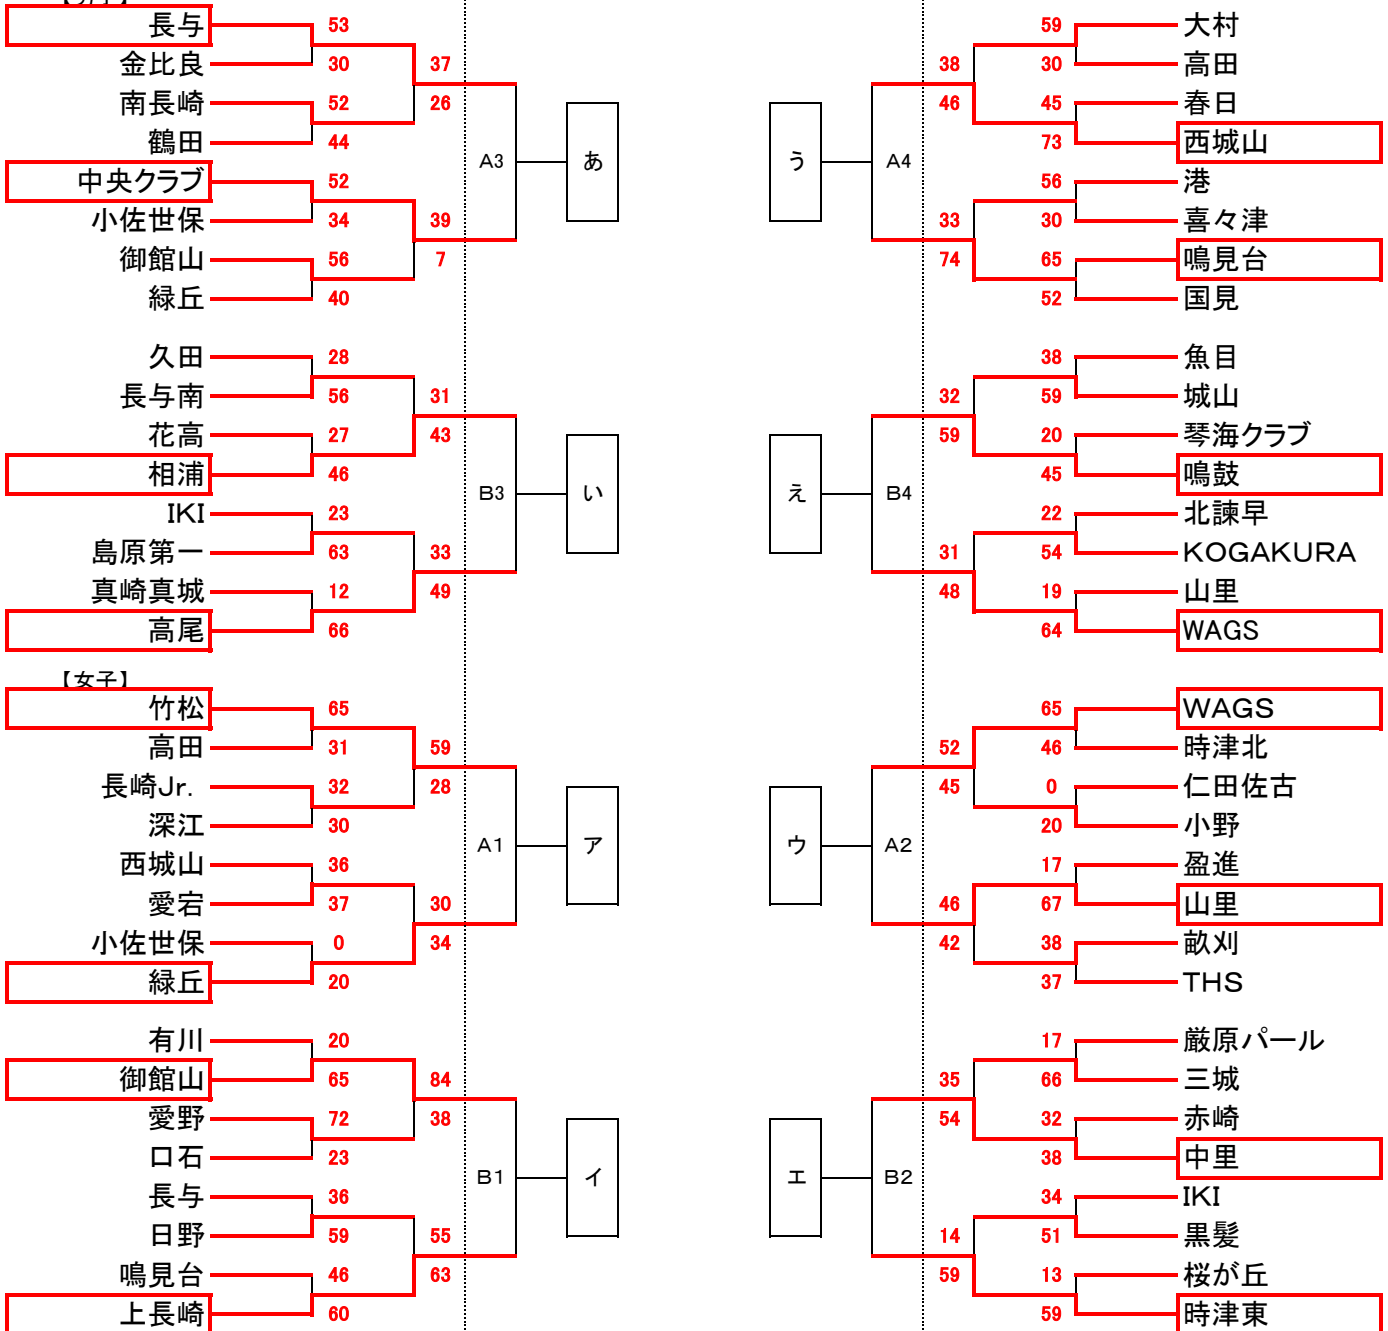 長与 53 59 大村
金比良 30 37 38 30 高田
南長崎 52 26 46 45 春日
鶴田 44 73 西城山
A3 あ う A4
中央クラブ 52 56 港
小佐世保 34 39 33 30 喜々津
御館山 56 7 74 65 鳴見台
緑丘 40 52 国見
久田 28 38 魚目
長与南 56 31 32 59 城山
花高 27 43 59 20 琴海クラブ
相浦 46 45 鳴鼓
B3 い え B4
IKI 23 22 北諫早
島原第一 63 33 31 54 KOGAKURA
真崎真城 12 49 48 19 山里
高尾 66 64 WAGS
【女子】
竹松 65 65 WAGS
高田 31 59 52 46 時津北
長崎Jr. 32 28 45 0 仁田佐古
深江 30 20 小野
A1 ア ウ A2
西城山 36 17 盈進
愛宕 37 30 46 67 山里
小佐世保 0 34 42 38 畝刈
緑丘 20 37 THS
有川 20 17 厳原パール
御館山 65 84 35 66 三城
愛野 72 38 54 32 赤崎
口石 23 38 中里
B1 イ エ B2
長与 36 34 IKI
日野 59 55 14 51 黒髪
鳴見台 46 63 59 13 桜が丘
上長崎 60 59 時津東